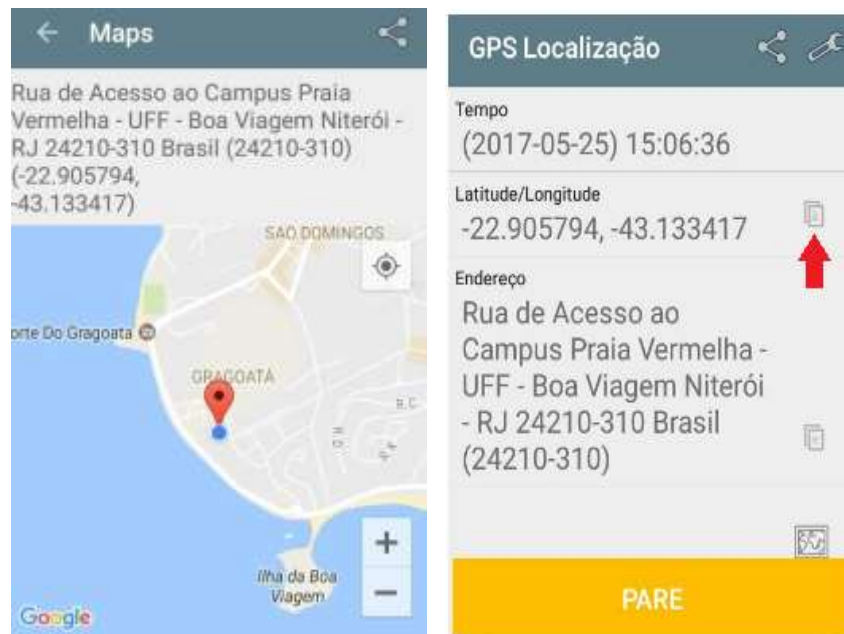 Maps
Rua de Acesso ao Campus Praia
Vermelha - UFF - Boa Viagem Niterói -
RJ 24210-310 Brasil (24210-310)
(-22.905794,
-43.133417)
SAO DOMINGOS
orte Do Gragoata
GRAGOATÁ
Ilha da Boa
Viagem
+
−
Google
GPS Localização
Tempo
(2017-05-25) 15:06:36
Latitude/Longitude
-22.905794, -43.133417
Endereço
Rua de Acesso ao
Campus Praia Vermelha -
UFF - Boa Viagem Niterói
- RJ 24210-310 Brasil
(24210-310)
PARE